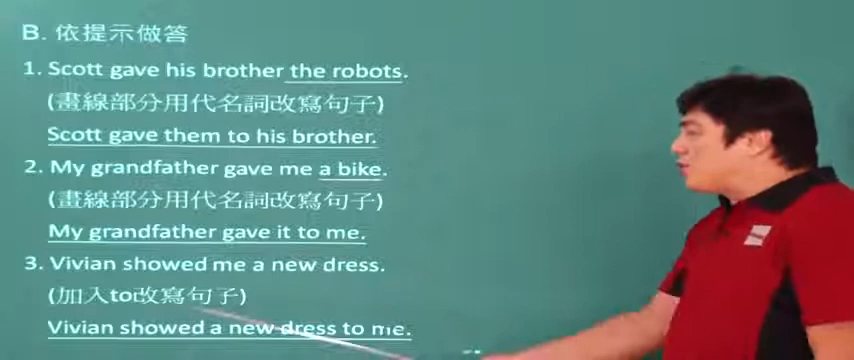 B. 依提示做答
1. Scott gave his brother the robots.
(畫線部分用代名詞改寫句子)
Scott gave them to his brother.
2. My grandfather gave me a bike.
(畫線部分用代名詞改寫句子)
My grandfather gave it to me.
3. Vivian showed me a new dress.
(加入to改寫句子)
Vivian showed a new dress to me.